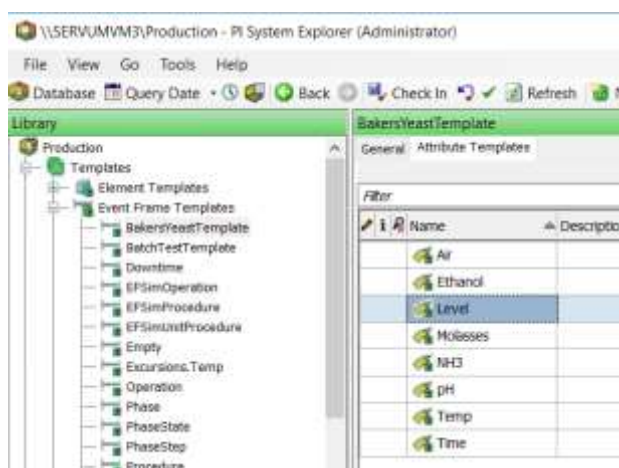 \\SERVUMVM3\Production - PI System Explorer (Administrator)
File View Go Tools Help
Database Query Date Back Check In Refresh
Library
BakersYeastTemplate
Production
General Attribute Templates
Templates
Element Templates
Filter
Event Frame Templates
Name Descriptio
BakersYeastTemplate
BatchTestTemplate
Air
Downtime
Ethanol
EFSimOperation
Level
EFSimProcedure
EFSimUnitProcedure
Molasses
Empty
NH3
Excursions.Temp
Operation
pH
Phase
Temp
PhaseState
Time
PhaseStep
Procedure